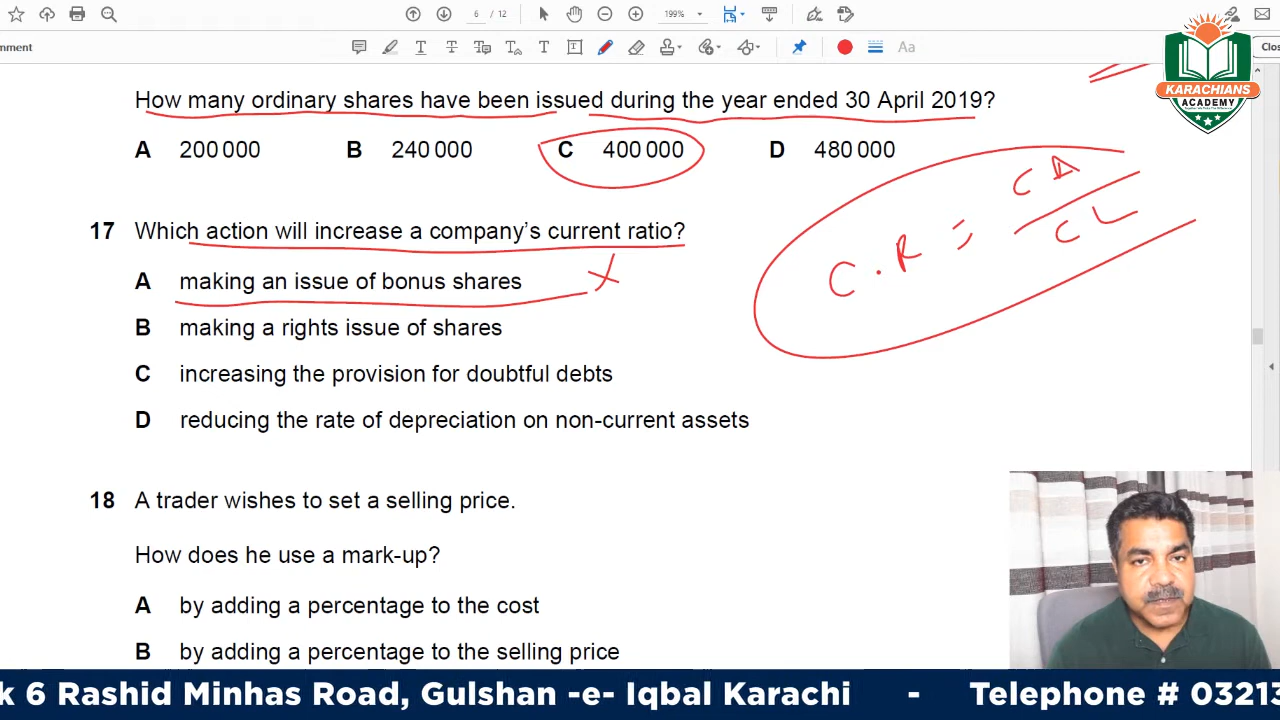 nment
6 / 12
199%
Aa
Clos
KARACHIANS
ACADEMY
How many ordinary shares have been issued during the year ended 30 April 2019?
A 200 000 B 240 000 C 400 000 D 480 000
17 Which action will increase a company's current ratio?
C.R = CA
CL
A making an issue of bonus shares
B making a rights issue of shares
C increasing the provision for doubtful debts
D reducing the rate of depreciation on non-current assets
18 A trader wishes to set a selling price.
How does he use a mark-up?
A by adding a percentage to the cost
B by adding a percentage to the selling price
k 6 Rashid Minhas Road, Gulshan -e- Iqbal Karachi - Telephone # 03213